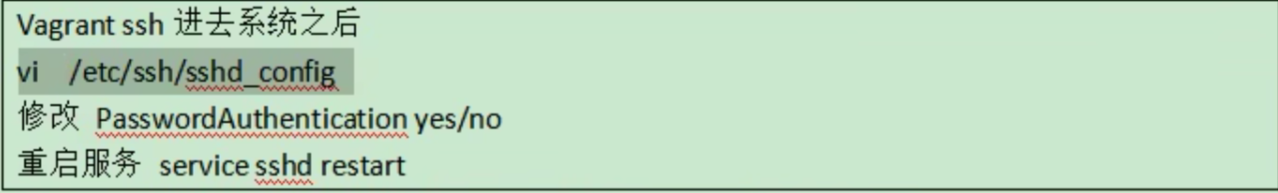 Vagrant ssh 进去系统之后
vi /etc/ssh/sshd_config
修改 PasswordAuthentication yes/no
重启服务 service sshd restart